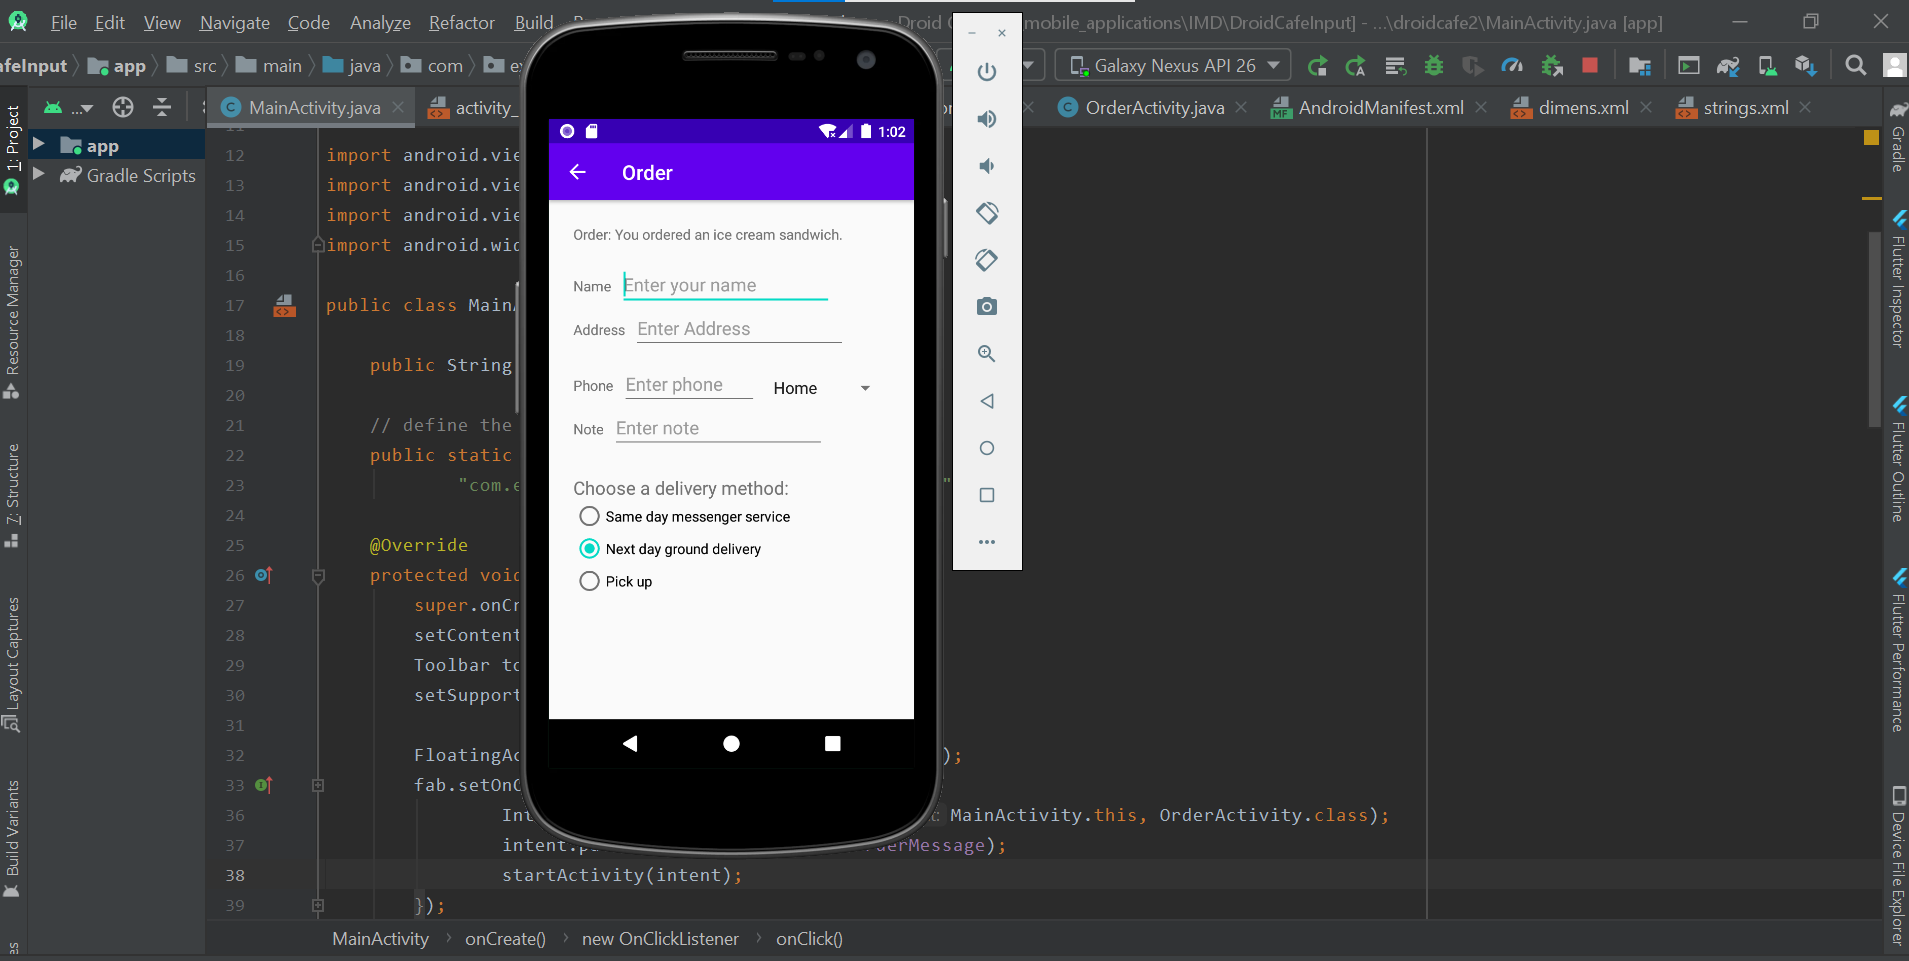 File Edit View Navigate Code Analyze Refactor Build Droid mobile_applications\IMD\DroidCafeInput] - ...\droidcafe2\MainActivity.java [app]
afeInput app src main java com Galaxy Nexus API 26
... MainActivity.java activity_ OrderActivity.java AndroidManifest.xml dimens.xml strings.xml
1: Project
Resource Manager
7: Structure
Layout Captures
Build Variants
app
Gradle Scripts
12 import android.vie
13 import android.vie
14 import android.vie
15 import android.wid
16
17 public class Main
18
19 public String
20
21 // define the
22 public static
23 "com.e "
24
25 @Override
26 protected void
27 super.onCr
28 setContent
29 Toolbar to
30 setSupport
31
32 FloatingAc );
33 fab.setOnC
36 Int MainActivity.this, OrderActivity.class);
37 intent.p derMessage);
38 startActivity(intent);
39 });
MainActivity onCreate() new OnClickListener onClick()
1:02
Order
Order: You ordered an ice cream sandwich.
Name Enter your name
Address Enter Address
Phone Enter phone Home
Note Enter note
Choose a delivery method:
Same day messenger service
Next day ground delivery
Pick up
Gradle
Flutter Inspector
Flutter Outline
Flutter Performance
Device File Explorer